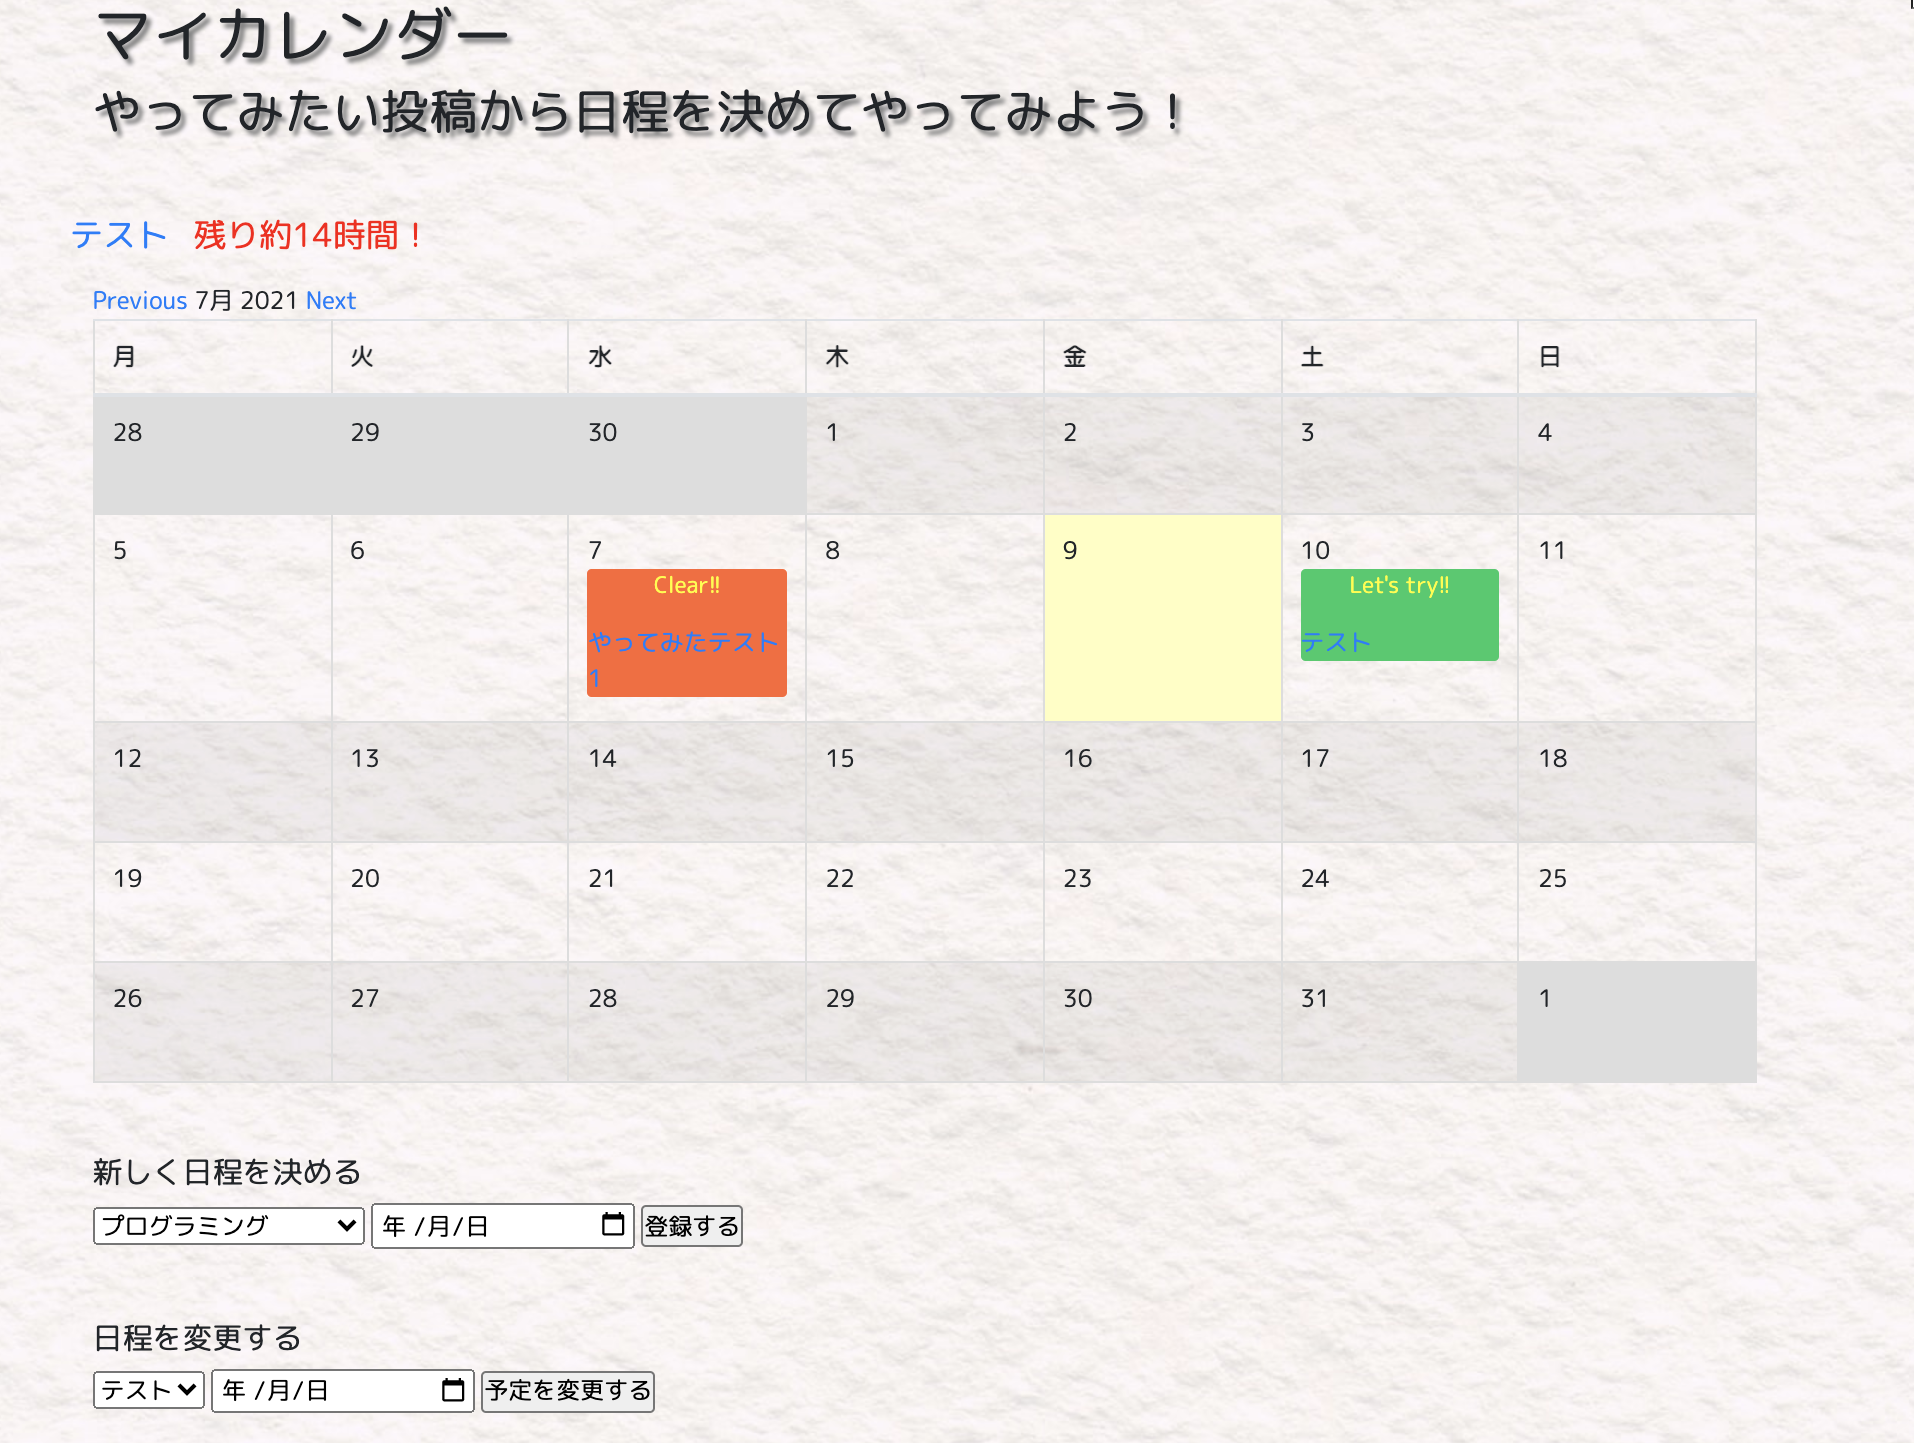 マイカレンダー
やってみたい投稿から日程を決めてやってみよう！
テスト 残り約14時間！
Previous 7月 2021 Next
月 火 水 木 金 土 日
28 29 30 1 2 3 4
5 6 7 8 9 10 11
Clear!! Let's try!!
やってみたテスト テスト
1
12 13 14 15 16 17 18
19 20 21 22 23 24 25
26 27 28 29 30 31 1
新しく日程を決める
プログラミング 年 /月/日 登録する
日程を変更する
テスト 年 /月/日 予定を変更する